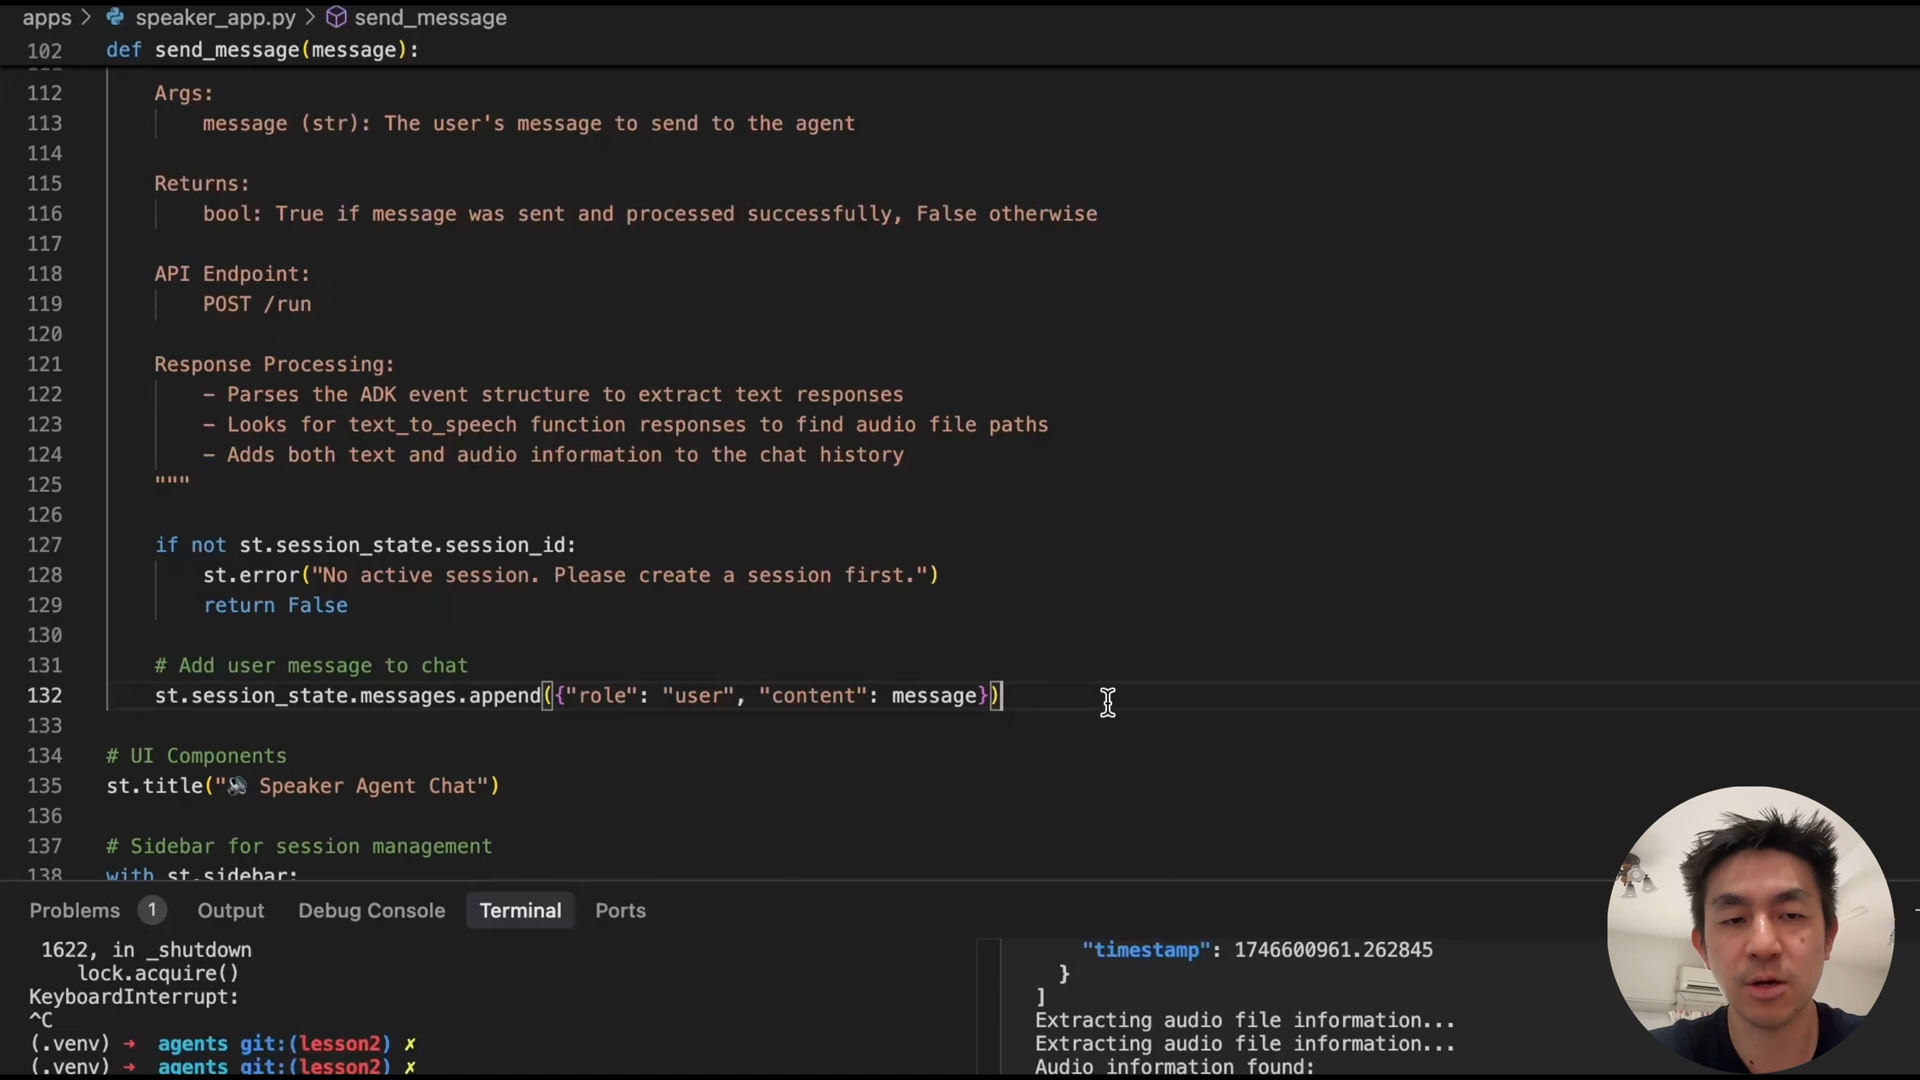 apps > speaker_app.py > send_message
102 def send_message(message):
112 Args:
113 message (str): The user's message to send to the agent
114
115 Returns:
116 bool: True if message was sent and processed successfully, False otherwise
117
118 API Endpoint:
119 POST /run
120
121 Response Processing:
122 - Parses the ADK event structure to extract text responses
123 - Looks for text_to_speech function responses to find audio file paths
124 - Adds both text and audio information to the chat history
125 """
126
127 if not st.session_state.session_id:
128 st.error("No active session. Please create a session first.")
129 return False
130
131 # Add user message to chat
132 st.session_state.messages.append({"role": "user", "content": message})
133
134 # UI Components
135 st.title("🔊 Speaker Agent Chat")
136
137 # Sidebar for session management
138 with st.sidebar:
Problems 1 Output Debug Console Terminal Ports
1622, in _shutdown
lock.acquire()
KeyboardInterrupt:
^C
(.venv) → agents git:(lesson2) ✗
(.venv) → agents git:(lesson2) ✗
"timestamp": 1746600961.262845
}
]
Extracting audio file information...
Extracting audio file information...
Audio information found: